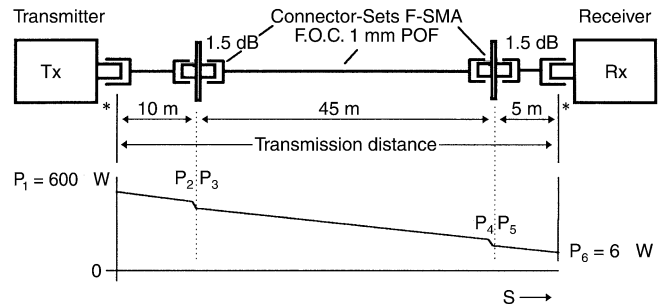 Transmitter
Connector-Sets F-SMA
Receiver
1.5 dB
F.O.C. 1 mm POF
1.5 dB
Tx
Rx
*
10 m
45 m
5 m
*
Transmission distance
P1 = 600 W
P2
P3
P4
P5
P6 = 6 W
0
S